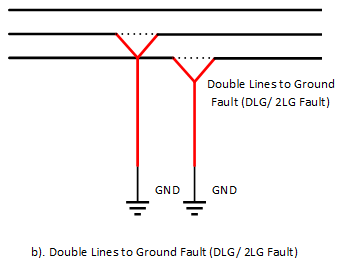 Double Lines to Ground
Fault (DLG/ 2LG Fault)
GND GND
b). Double Lines to Ground Fault (DLG/ 2LG Fault)